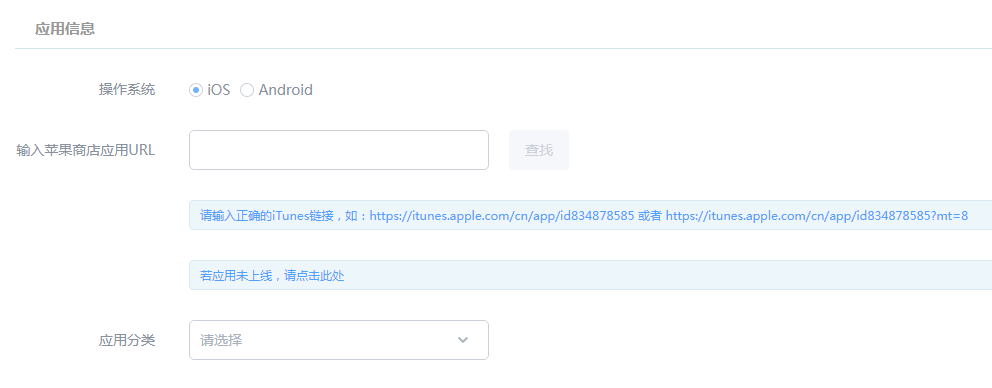 应用信息
操作系统 iOS Android
输入苹果商店应用URL 查找
请输入正确的iTunes链接，如：https://itunes.apple.com/cn/app/id834878585 或者 https://itunes.apple.com/cn/app/id834878585?mt=8
若应用未上线，请点击此处
应用分类 请选择